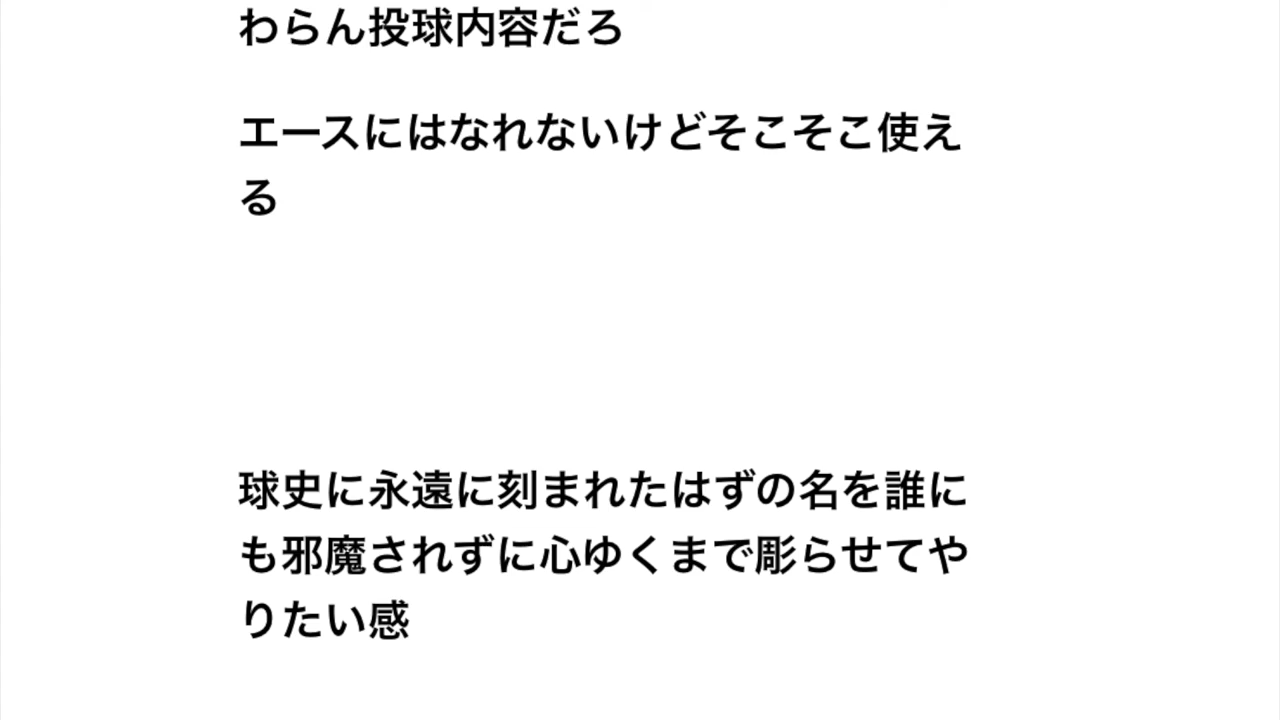 わらん投球内容だろ
エースにはなれないけどそこそこ使え
る
球史に永遠に刻まれたはずの名を誰に
も邪魔されずに心ゆくまで彫らせてや
りたい感